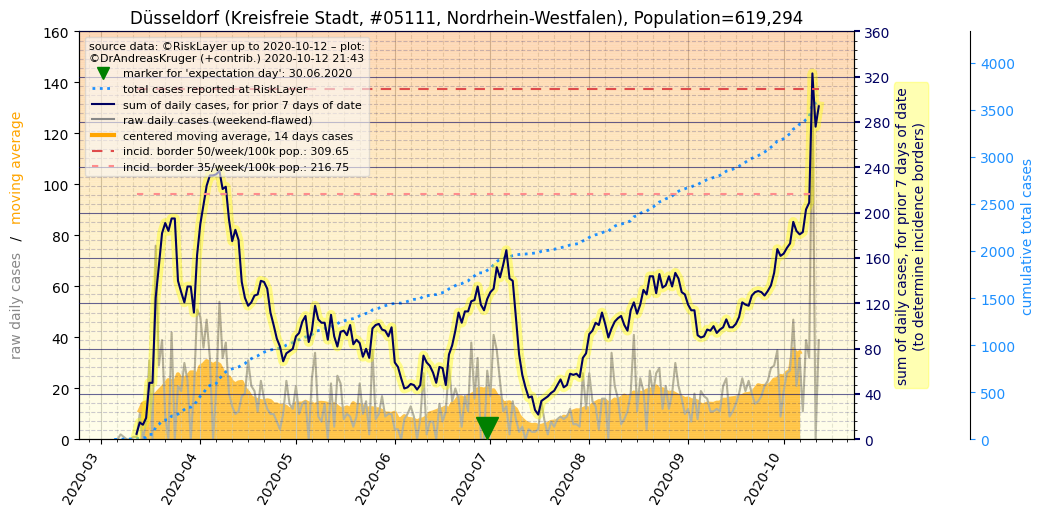 Düsseldorf (Kreisfreie Stadt, #05111, Nordrhein-Westfalen), Population=619,294
source data: ©RiskLayer up to 2020-10-12 – plot:
©DrAndreasKruger (+contrib.) 2020-10-12 21:43
marker for 'expectation day': 30.06.2020
total cases reported at RiskLayer
sum of daily cases, for prior 7 days of date
raw daily cases (weekend-flawed)
centered moving average, 14 days cases
incid. border 50/week/100k pop.: 309.65
incid. border 35/week/100k pop.: 216.75
raw daily cases / moving average
160
140
120
100
80
60
40
20
0
360
320
280
240
200
160
120
80
40
0
sum of daily cases, for prior 7 days of date
(to determine incidence borders)
4000
3500
3000
2500
2000
1500
1000
500
0
cumulative total cases
2020-03
2020-04
2020-05
2020-06
2020-07
2020-08
2020-09
2020-10